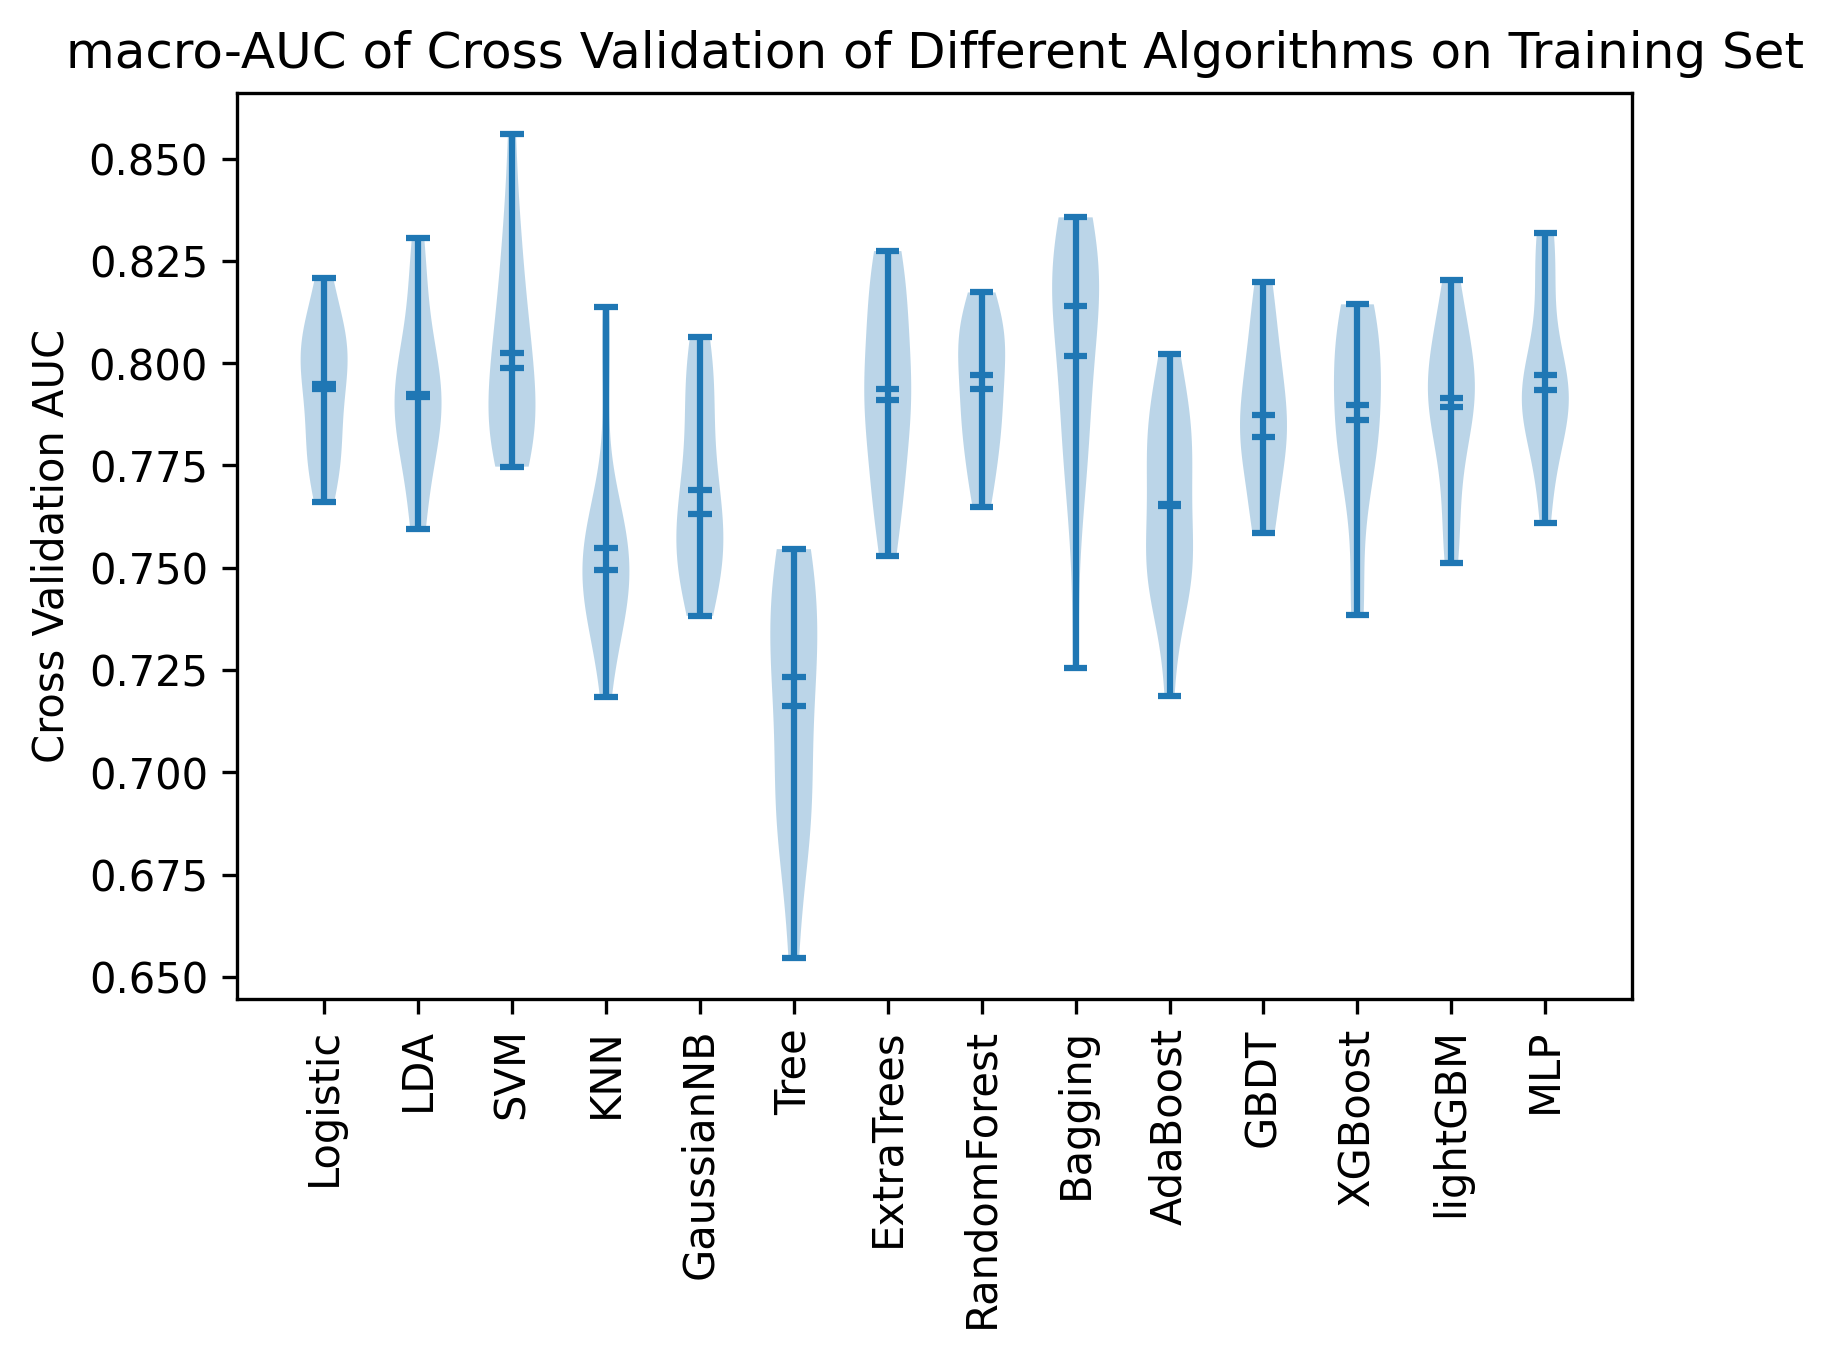 macro-AUC of Cross Validation of Different Algorithms on Training Set
Cross Validation AUC
0.850
0.825
0.800
0.775
0.750
0.725
0.700
0.675
0.650
Logistic
LDA
SVM
KNN
GaussianNB
Tree
ExtraTrees
RandomForest
Bagging
AdaBoost
GBDT
XGBoost
lightGBM
MLP